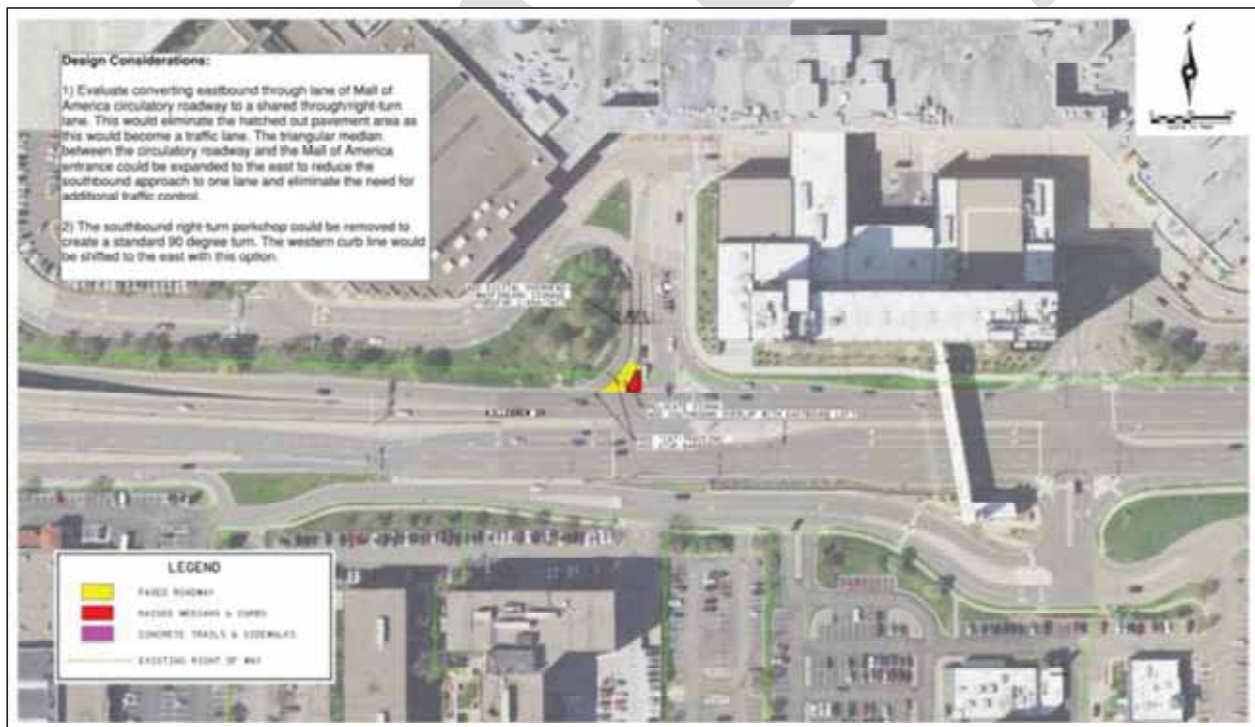 Design Considerations:
1) Evaluate converting eastbound through lane of Mall of
America circulatory roadway to a shared through/right-turn
lane. This would eliminate the hatched out pavement area as
this would become a traffic lane. The triangular median
between the circulatory roadway and the Mall of America
entrance could be expanded to the east to reduce the
southbound approach to one lane and eliminate the need for
additional traffic control.
2) The southbound right-turn porkchop could be removed to
create a standard 90 degree turn. The western curb line would
be shifted to the east with this option.
KILLEBREW DR
WITH EASTBOUND LEFTS
LEGEND
PAVED ROADWAY
RAISED MEDIANS & CURBS
CONCRETE TRAILS & SIDEWALKS
EXISTING RIGHT OF WAY